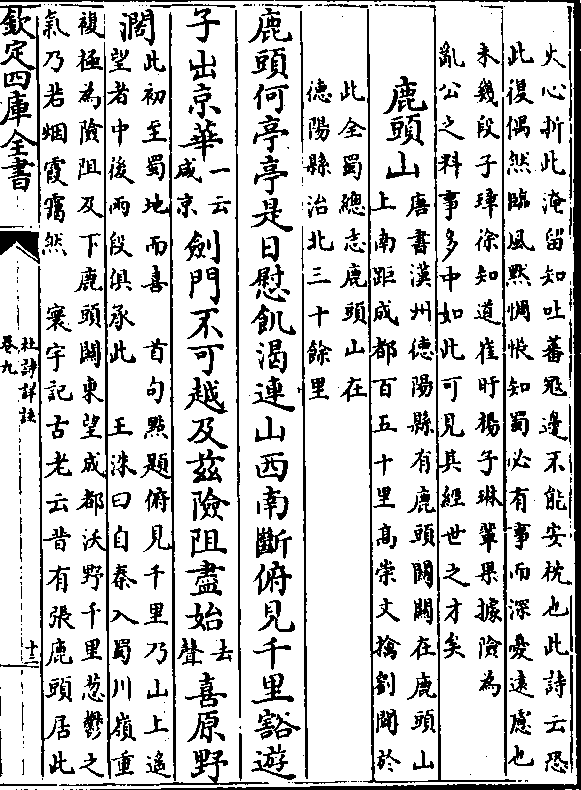 火心折此淹留知吐蕃冦邊不能安枕也此詩云恐
此復偶然臨風黙惆悵知蜀必有事而深憂逺慮也
未幾段子璋徐知道崔旰楊子琳輩果據險為
亂公之料事多中如此可見其經世之才矣
鹿頭山
唐書漢州德陽縣有鹿頭關關在鹿頭山
上南距成都百五十里髙崇文擒劉闢於
此全蜀總志鹿頭山在
德陽縣治北三十餘里
鹿頭何亭亭是日慰飢渴連山西南斷俯見千里豁遊
子出京華
一云
咸京
劍門不可越及兹險阻盡始
去
聲
喜原野
濶
此初至蜀地而喜 首句㸃題俯見千里乃山上遙
望者中後兩段俱承此 王洙曰自秦入蜀川嶺重
複極為險阻及下鹿頭關東望成都沃野千里葱鬱之
氣乃若烟霞靄然 寰宇記古老云昔有張鹿頭居此
欽定四庫全書
杜詩詳註
卷九
十三